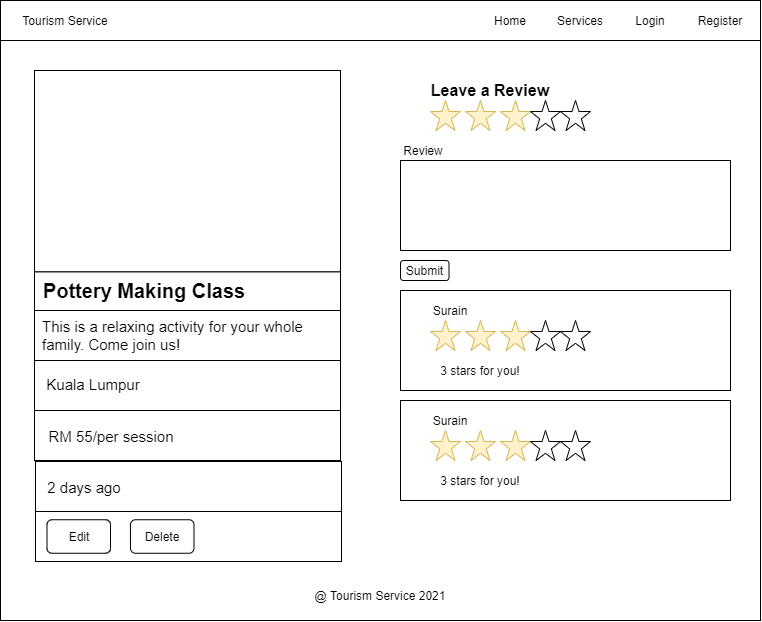 Tourism Service
Home
Services
Login
Register
Pottery Making Class
This is a relaxing activity for your whole
family. Come join us!
Kuala Lumpur
RM 55/per session
2 days ago
Edit
Delete
Leave a Review
Review
Submit
Surain
3 stars for you!
Surain
3 stars for you!
@ Tourism Service 2021